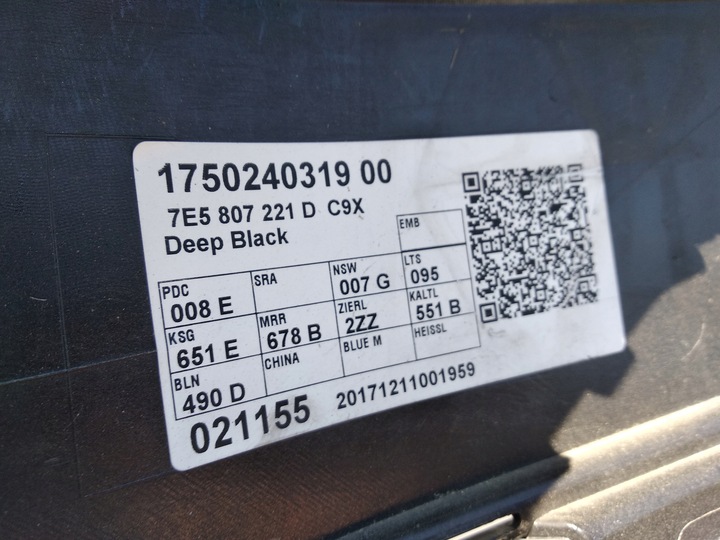 1750240319 00
7E5 807 221 D C9X
Deep Black
EMB
PDC SRA NSW LTS
008 E 007 G 095
KSG MRR ZIERL KALTL
651 E 678 B 2ZZ 551 B
BLN CHINA BLUE M HEISSL
490 D
021155 20171211001959